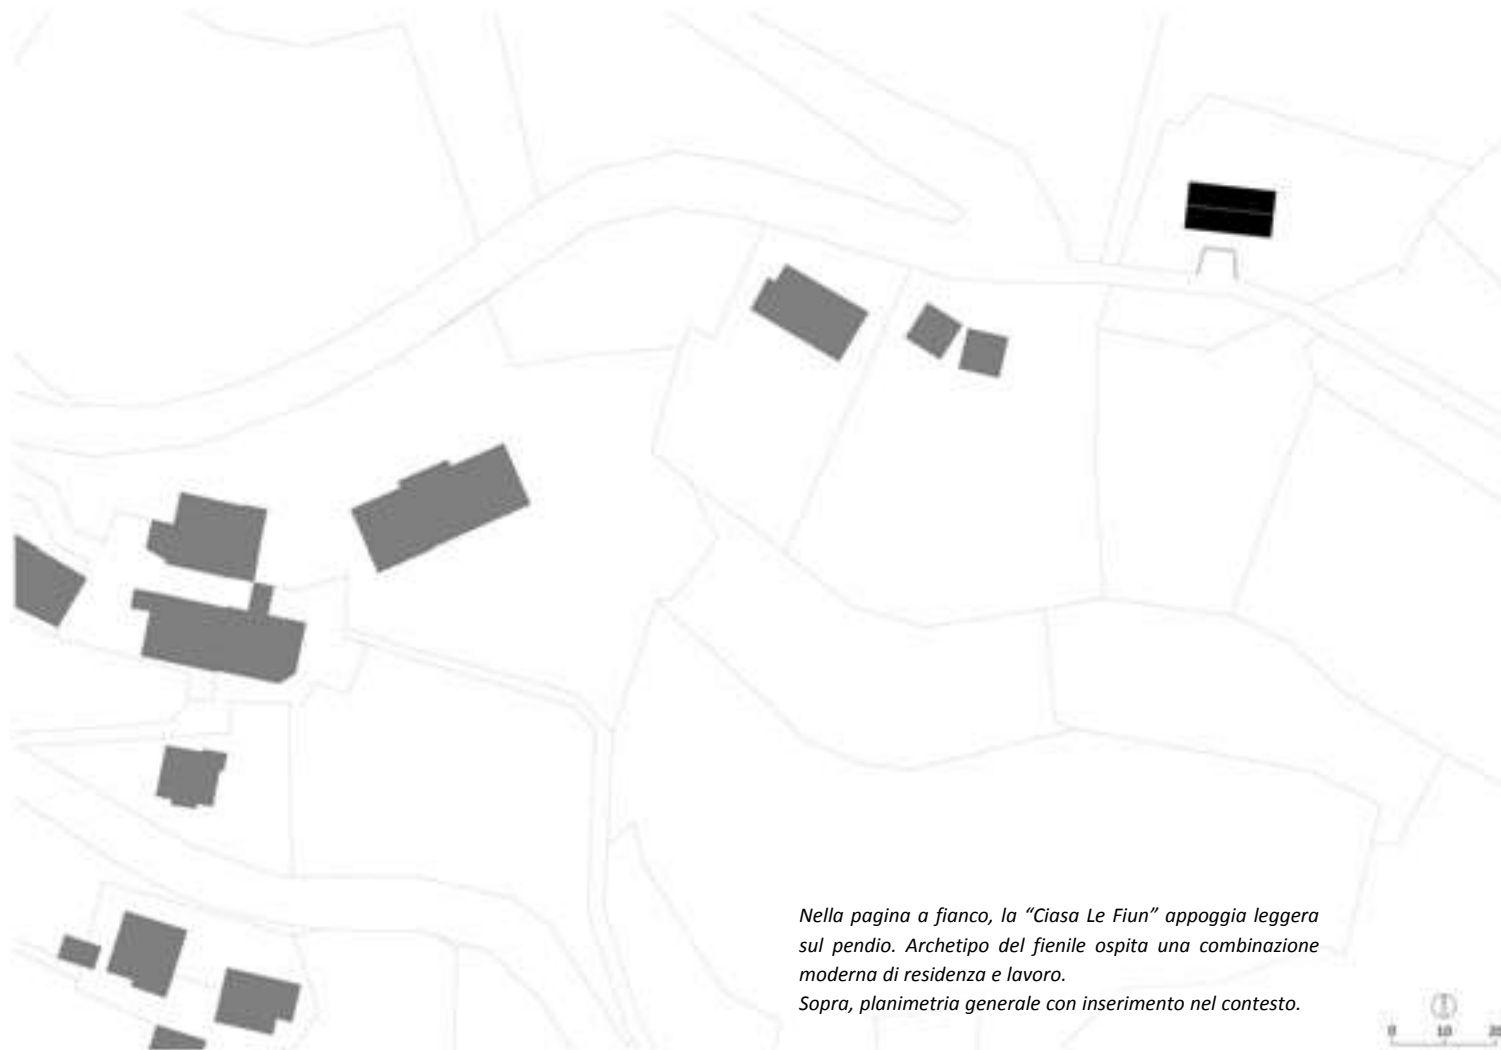 Nella pagina a fianco, la “Ciasa Le Fiun” appoggia leggera
sul pendio. Archetipo del fienile ospita una combinazione
moderna di residenza e lavoro.
Sopra, planimetria generale con inserimento nel contesto.
0 10 20